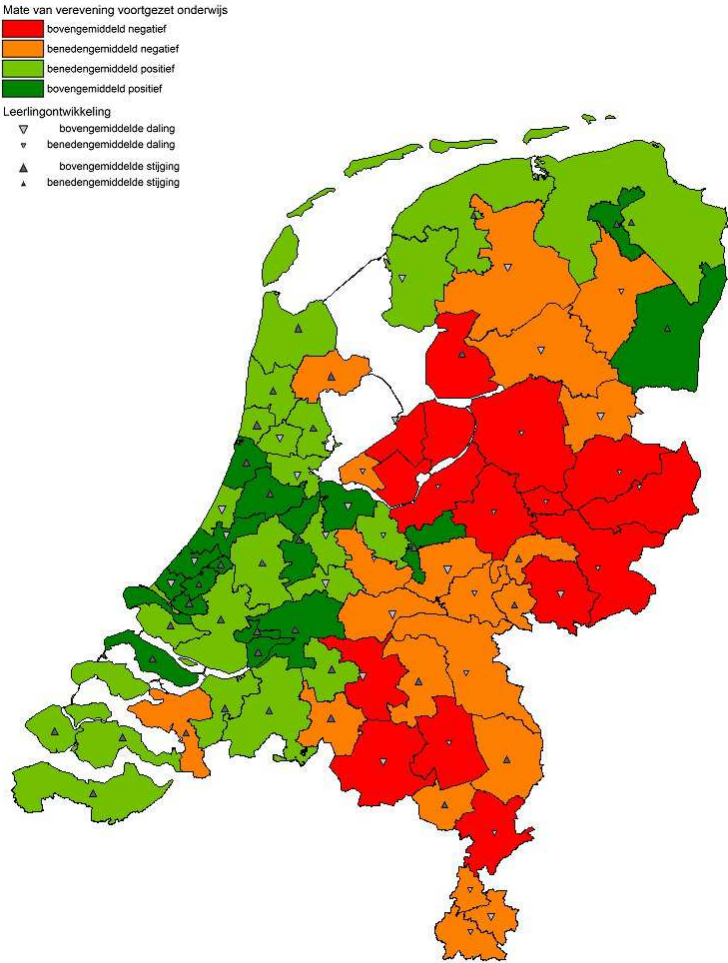 Mate van verevening voortgezet onderwijs
bovengemiddeld negatief
benedengemiddeld negatief
benedengemiddeld positief
bovengemiddeld positief
Leerlingontwikkeling
bovengemiddelde daling
benedengemiddelde daling
bovengemiddelde stijging
benedengemiddelde stijging